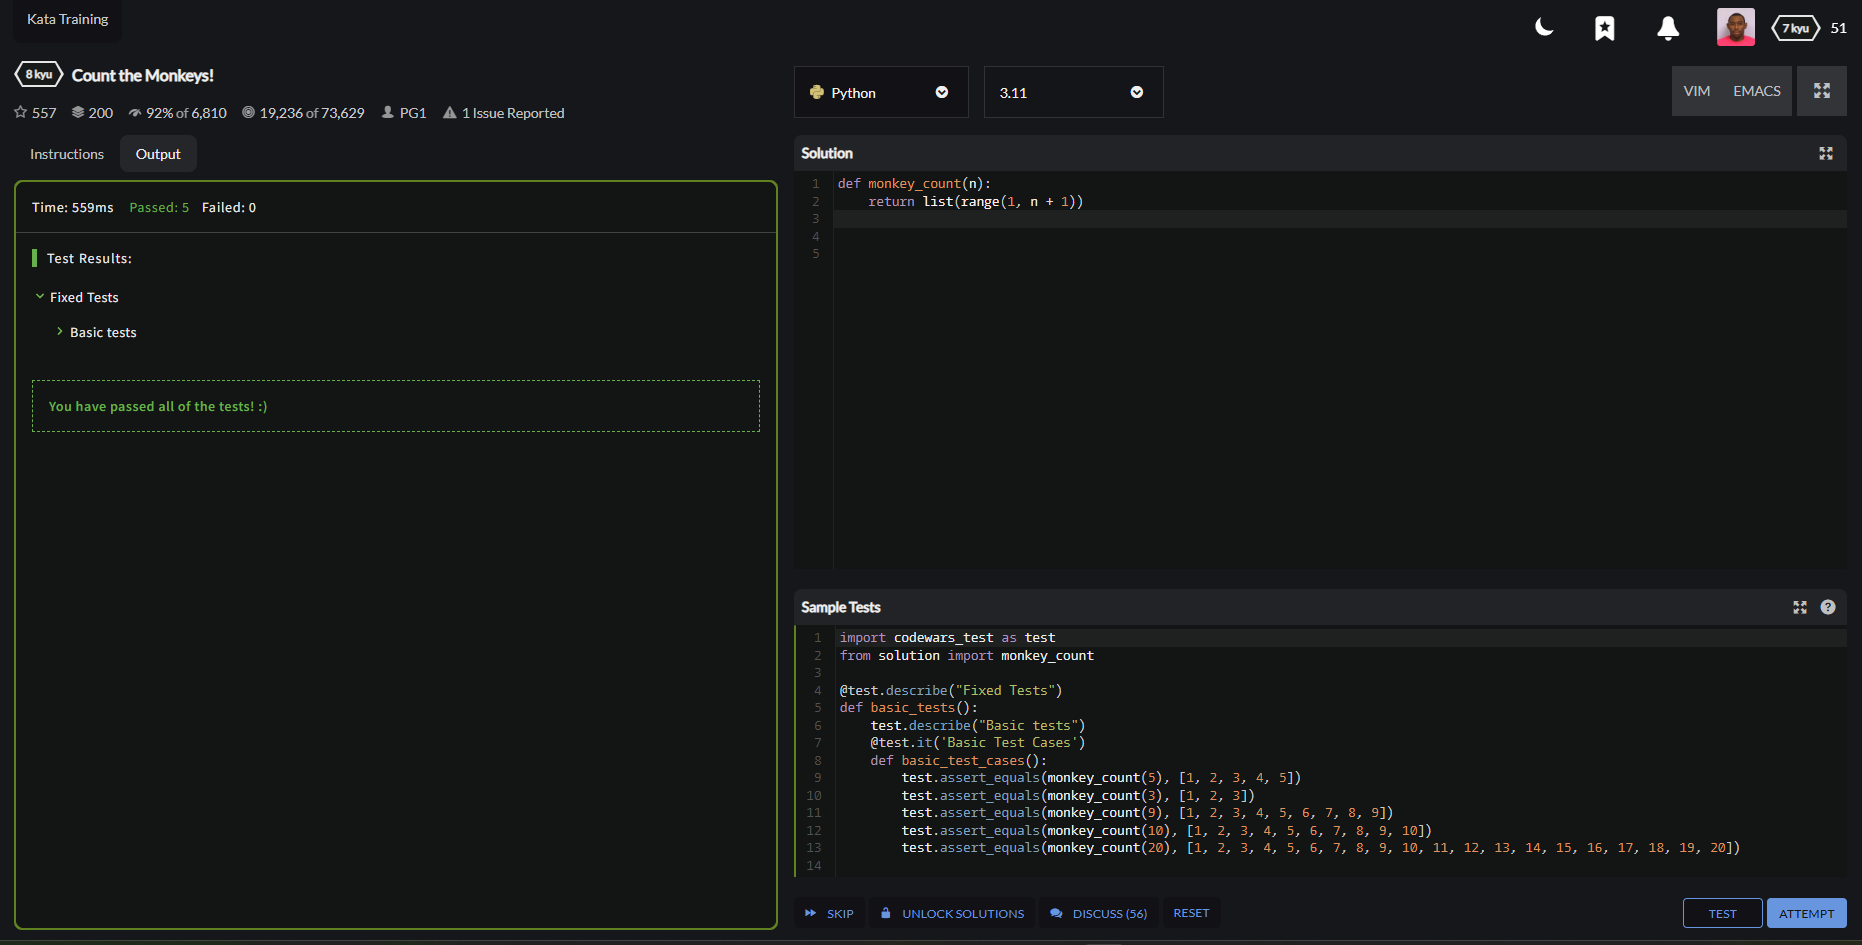 Kata Training
7 kyu 51
8 kyu Count the Monkeys!
557 200 92% of 6,810 19,236 of 73,629 PG1 1 Issue Reported
Instructions Output
Time: 559ms Passed: 5 Failed: 0
Test Results:
Fixed Tests
Basic tests
You have passed all of the tests! :)
Python 3.11 VIM EMACS
Solution
1 def monkey_count(n):
2     return list(range(1, n + 1))
3
4
5
Sample Tests ?
1 import codewars_test as test
2 from solution import monkey_count
3
4 @test.describe("Fixed Tests")
5 def basic_tests():
6     test.describe("Basic tests")
7     @test.it('Basic Test Cases')
8     def basic_test_cases():
9         test.assert_equals(monkey_count(5), [1, 2, 3, 4, 5])
10         test.assert_equals(monkey_count(3), [1, 2, 3])
11         test.assert_equals(monkey_count(9), [1, 2, 3, 4, 5, 6, 7, 8, 9])
12         test.assert_equals(monkey_count(10), [1, 2, 3, 4, 5, 6, 7, 8, 9, 10])
13         test.assert_equals(monkey_count(20), [1, 2, 3, 4, 5, 6, 7, 8, 9, 10, 11, 12, 13, 14, 15, 16, 17, 18, 19, 20])
14
SKIP UNLOCK SOLUTIONS DISCUSS (56) RESET TEST ATTEMPT